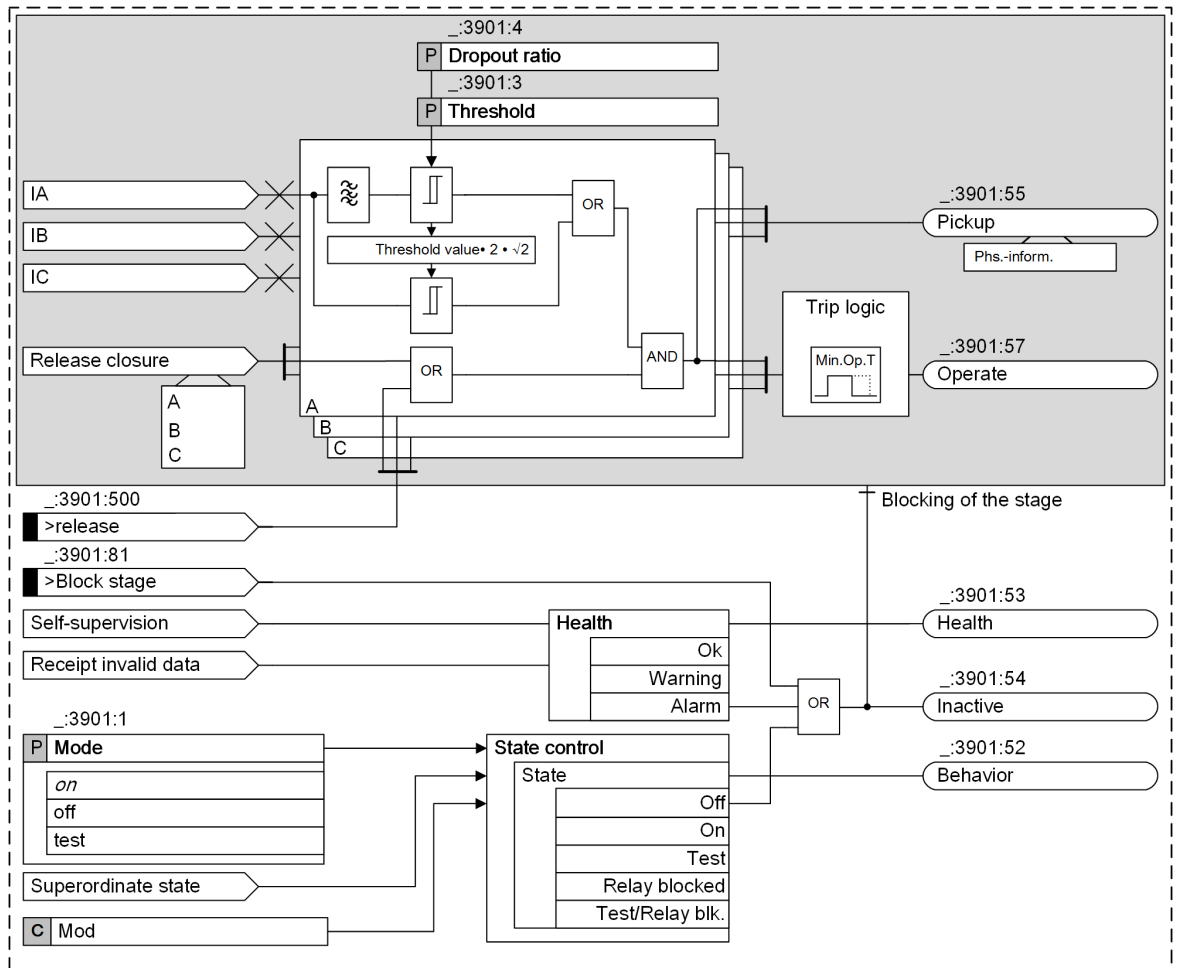 _:3901:4
P Dropout ratio
_:3901:3
P Threshold
IA
IB
IC
OR
Threshold value• 2 • √2
_:3901:55
Pickup
Phs.-inform.
Release closure
A
B
C
OR
AND
A
B
C
Trip logic
Min.Op.T
_:3901:57
Operate
Blocking of the stage
_:3901:500
>release
_:3901:81
>Block stage
Self-supervision
Receipt invalid data
Health
Ok
Warning
Alarm
OR
_:3901:53
Health
_:3901:54
Inactive
_:3901:52
Behavior
_:3901:1
P Mode
on
off
test
Superordinate state
C Mod
State control
State
Off
On
Test
Relay blocked
Test/Relay blk.